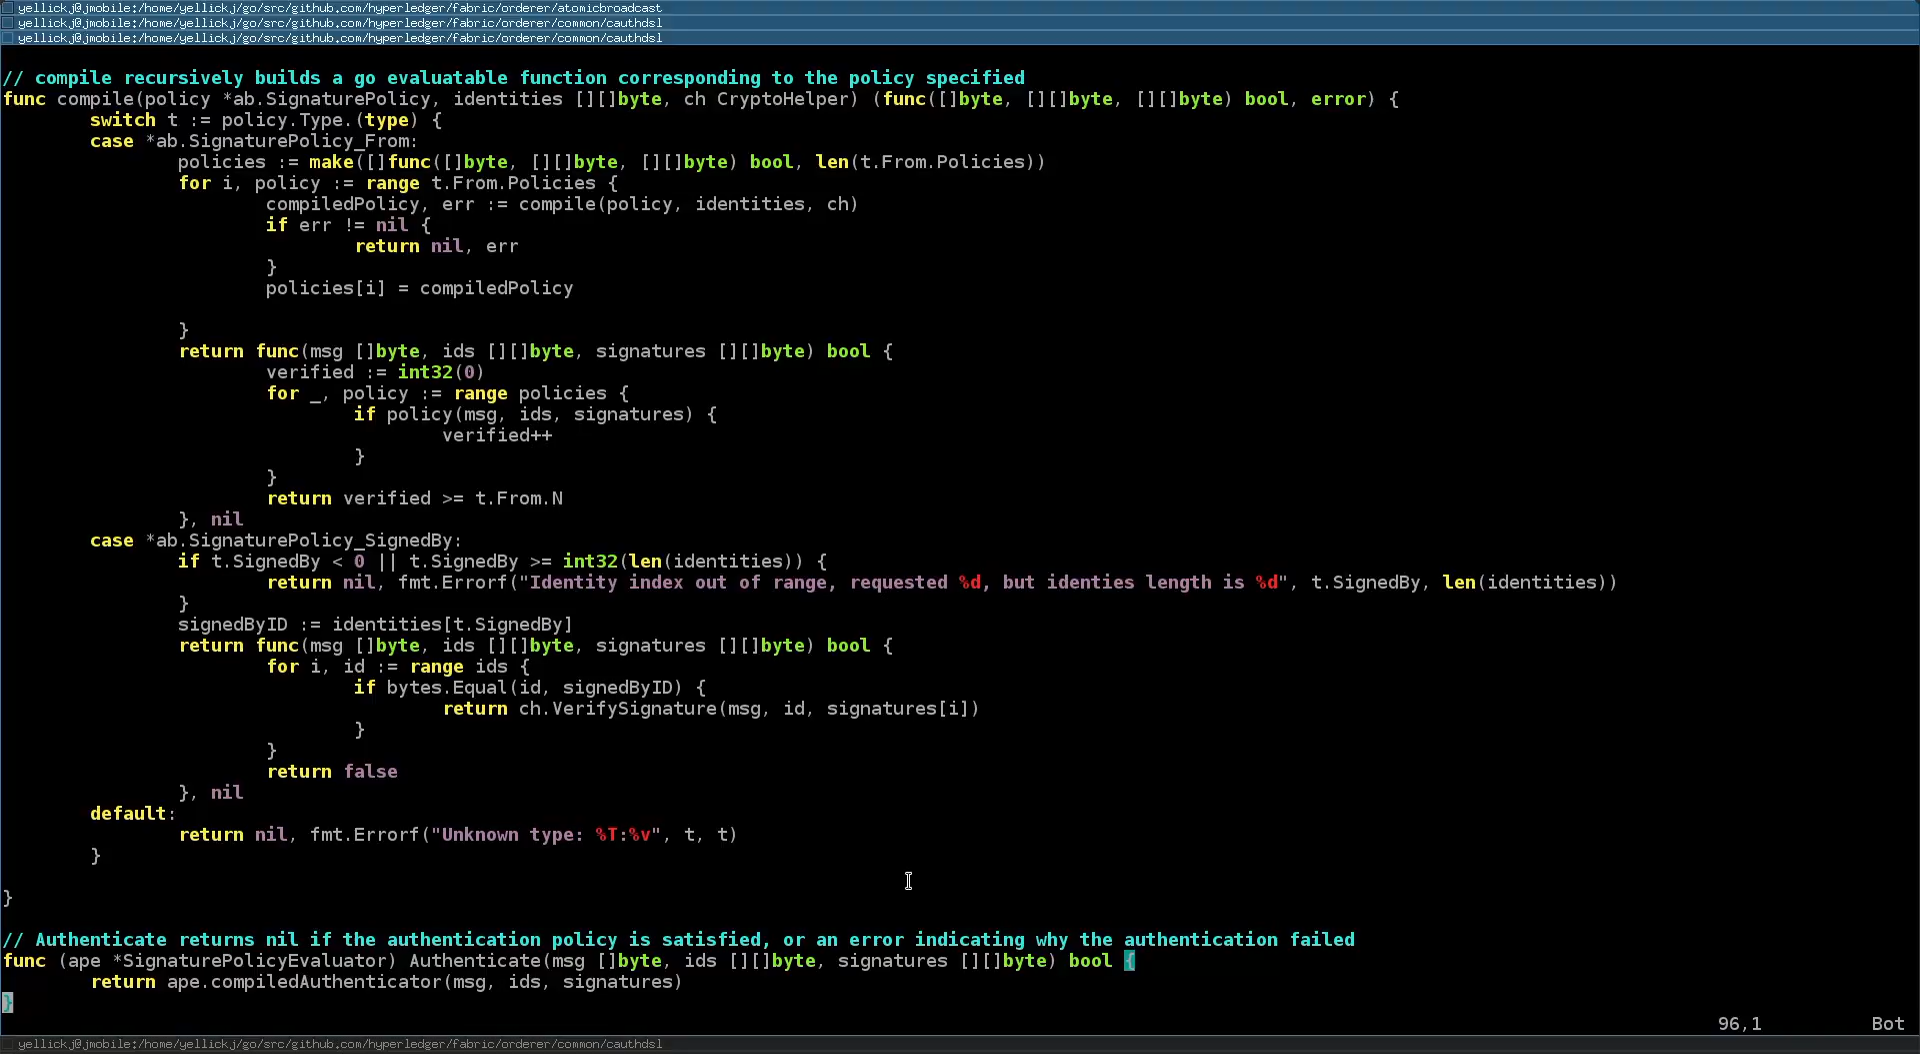 yellickj@jmobile:/home/yellickj/go/src/github.com/hyperledger/fabric/orderer/atomicbroadcast
yellickj@jmobile:/home/yellickj/go/src/github.com/hyperledger/fabric/orderer/common/cauthdsl
yellickj@jmobile:/home/yellickj/go/src/github.com/hyperledger/fabric/orderer/common/cauthdsl
// compile recursively builds a go evaluatable function corresponding to the policy specified
func compile(policy *ab.SignaturePolicy, identities [][]byte, ch CryptoHelper) (func([]byte, [][]byte, [][]byte) bool, error) {
        switch t := policy.Type.(type) {
        case *ab.SignaturePolicy_From:
                policies := make([]func([]byte, [][]byte, [][]byte) bool, len(t.From.Policies))
                for i, policy := range t.From.Policies {
                        compiledPolicy, err := compile(policy, identities, ch)
                        if err != nil {
                                return nil, err
                        }
                        policies[i] = compiledPolicy

                }
                return func(msg []byte, ids [][]byte, signatures [][]byte) bool {
                        verified := int32(0)
                        for _, policy := range policies {
                                if policy(msg, ids, signatures) {
                                        verified++
                                }
                        }
                        return verified >= t.From.N
                }, nil
        case *ab.SignaturePolicy_SignedBy:
                if t.SignedBy < 0 || t.SignedBy >= int32(len(identities)) {
                        return nil, fmt.Errorf("Identity index out of range, requested %d, but identies length is %d", t.SignedBy, len(identities))
                }
                signedByID := identities[t.SignedBy]
                return func(msg []byte, ids [][]byte, signatures [][]byte) bool {
                        for i, id := range ids {
                                if bytes.Equal(id, signedByID) {
                                        return ch.VerifySignature(msg, id, signatures[i])
                                }
                        }
                        return false
                }, nil
        default:
                return nil, fmt.Errorf("Unknown type: %T:%v", t, t)
        }

}

// Authenticate returns nil if the authentication policy is satisfied, or an error indicating why the authentication failed
func (ape *SignaturePolicyEvaluator) Authenticate(msg []byte, ids [][]byte, signatures [][]byte) bool {
        return ape.compiledAuthenticator(msg, ids, signatures)
}
96,1 Bot
yellickj@jmobile:/home/yellickj/go/src/github.com/hyperledger/fabric/orderer/common/cauthdsl